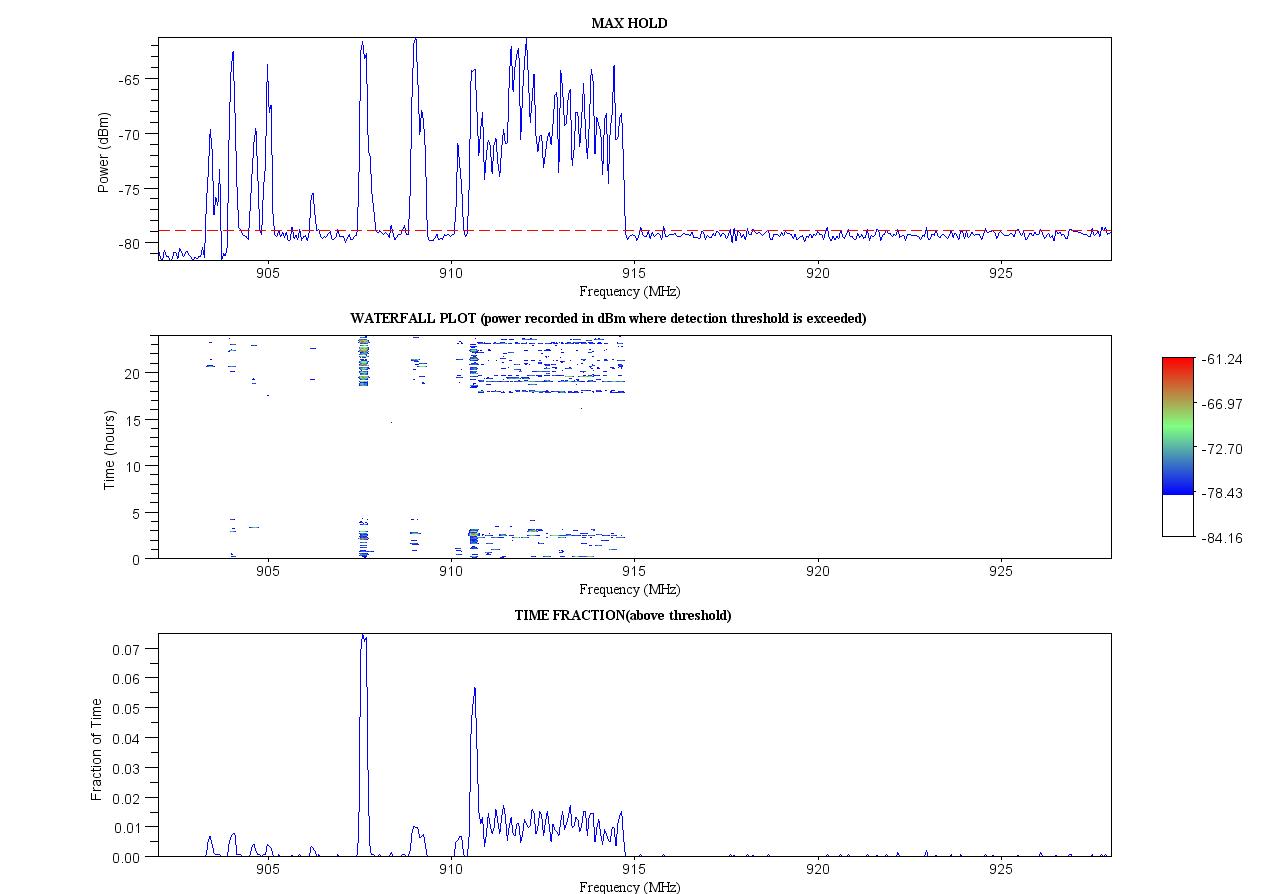 MAX HOLD
-65
-70
-75
-80
Power (dBm)
905 910 915 920 925
Frequency (MHz)
WATERFALL PLOT (power recorded in dBm where detection threshold is exceeded)
20
15
10
5
0
Time (hours)
905 910 915 920 925
Frequency (MHz)
-61.24
-66.97
-72.70
-78.43
-84.16
TIME FRACTION(above threshold)
0.07
0.06
0.05
0.04
0.03
0.02
0.01
0.00
Fraction of Time
905 910 915 920 925
Frequency (MHz)